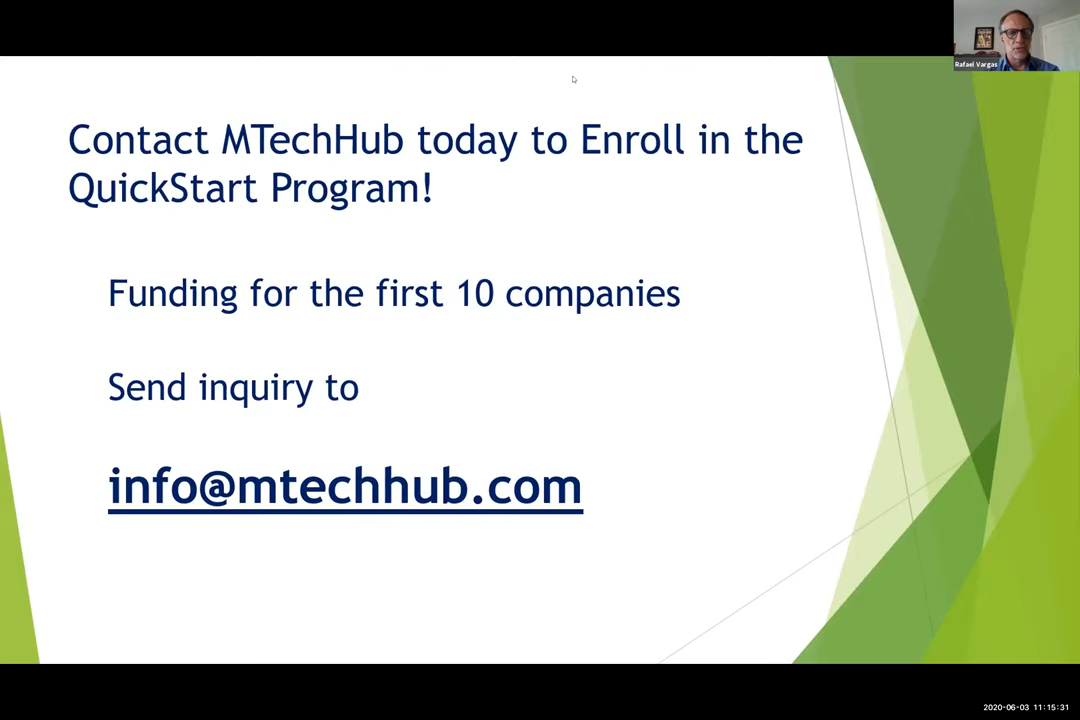 Rafael Vargas
Contact MTechHub today to Enroll in the
QuickStart Program!
Funding for the first 10 companies
Send inquiry to
info@mtechhub.com
2020-06-03 11:15:31